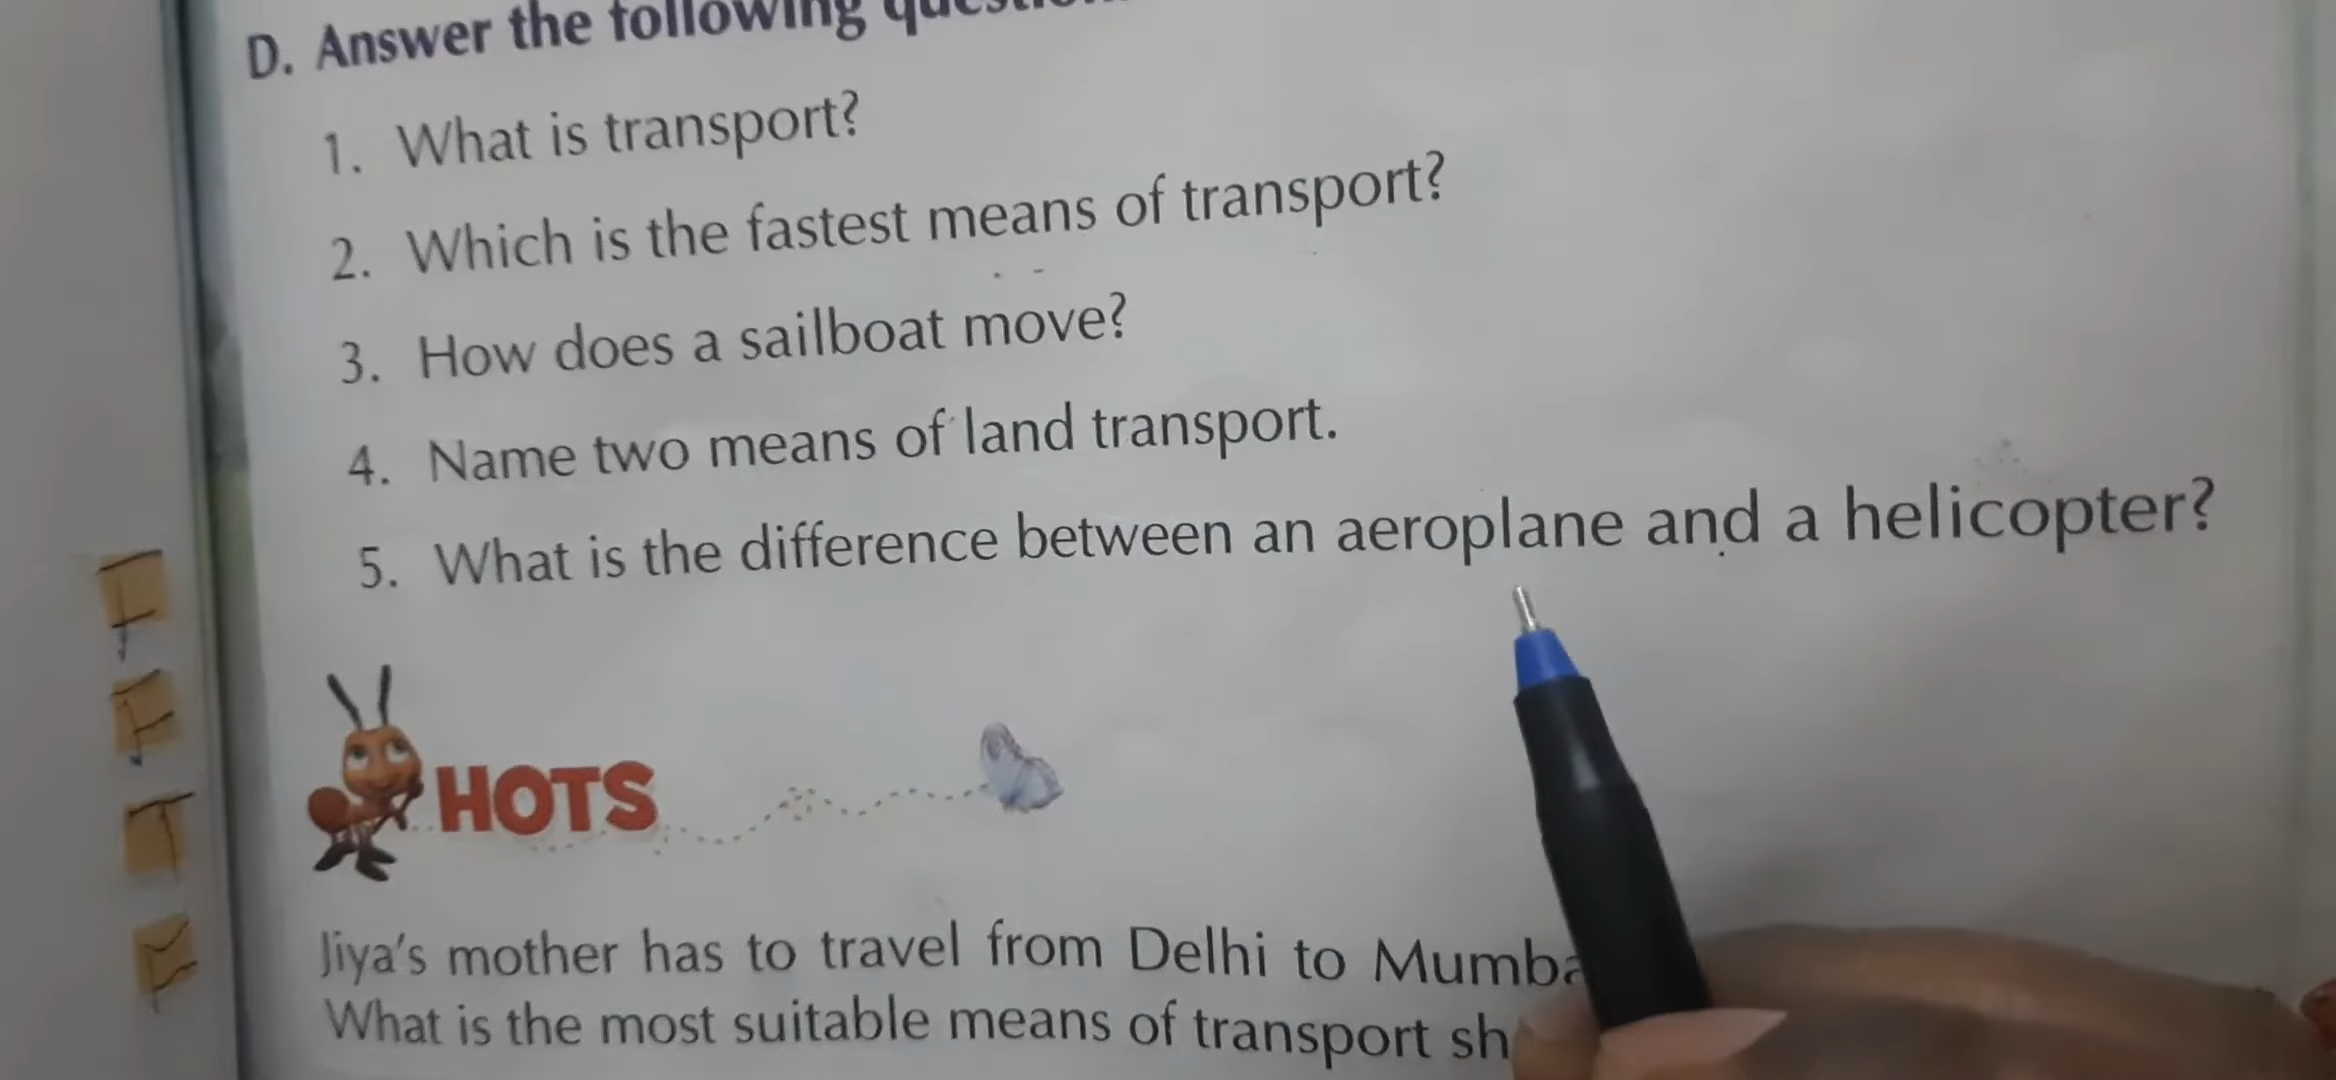 D. Answer the following
1. What is transport?
2. Which is the fastest means of transport?
3. How does a sailboat move?
4. Name two means of land transport.
5. What is the difference between an aeroplane and a helicopter?
HOTS
Jiya's mother has to travel from Delhi to
What is the most suitable means of transport